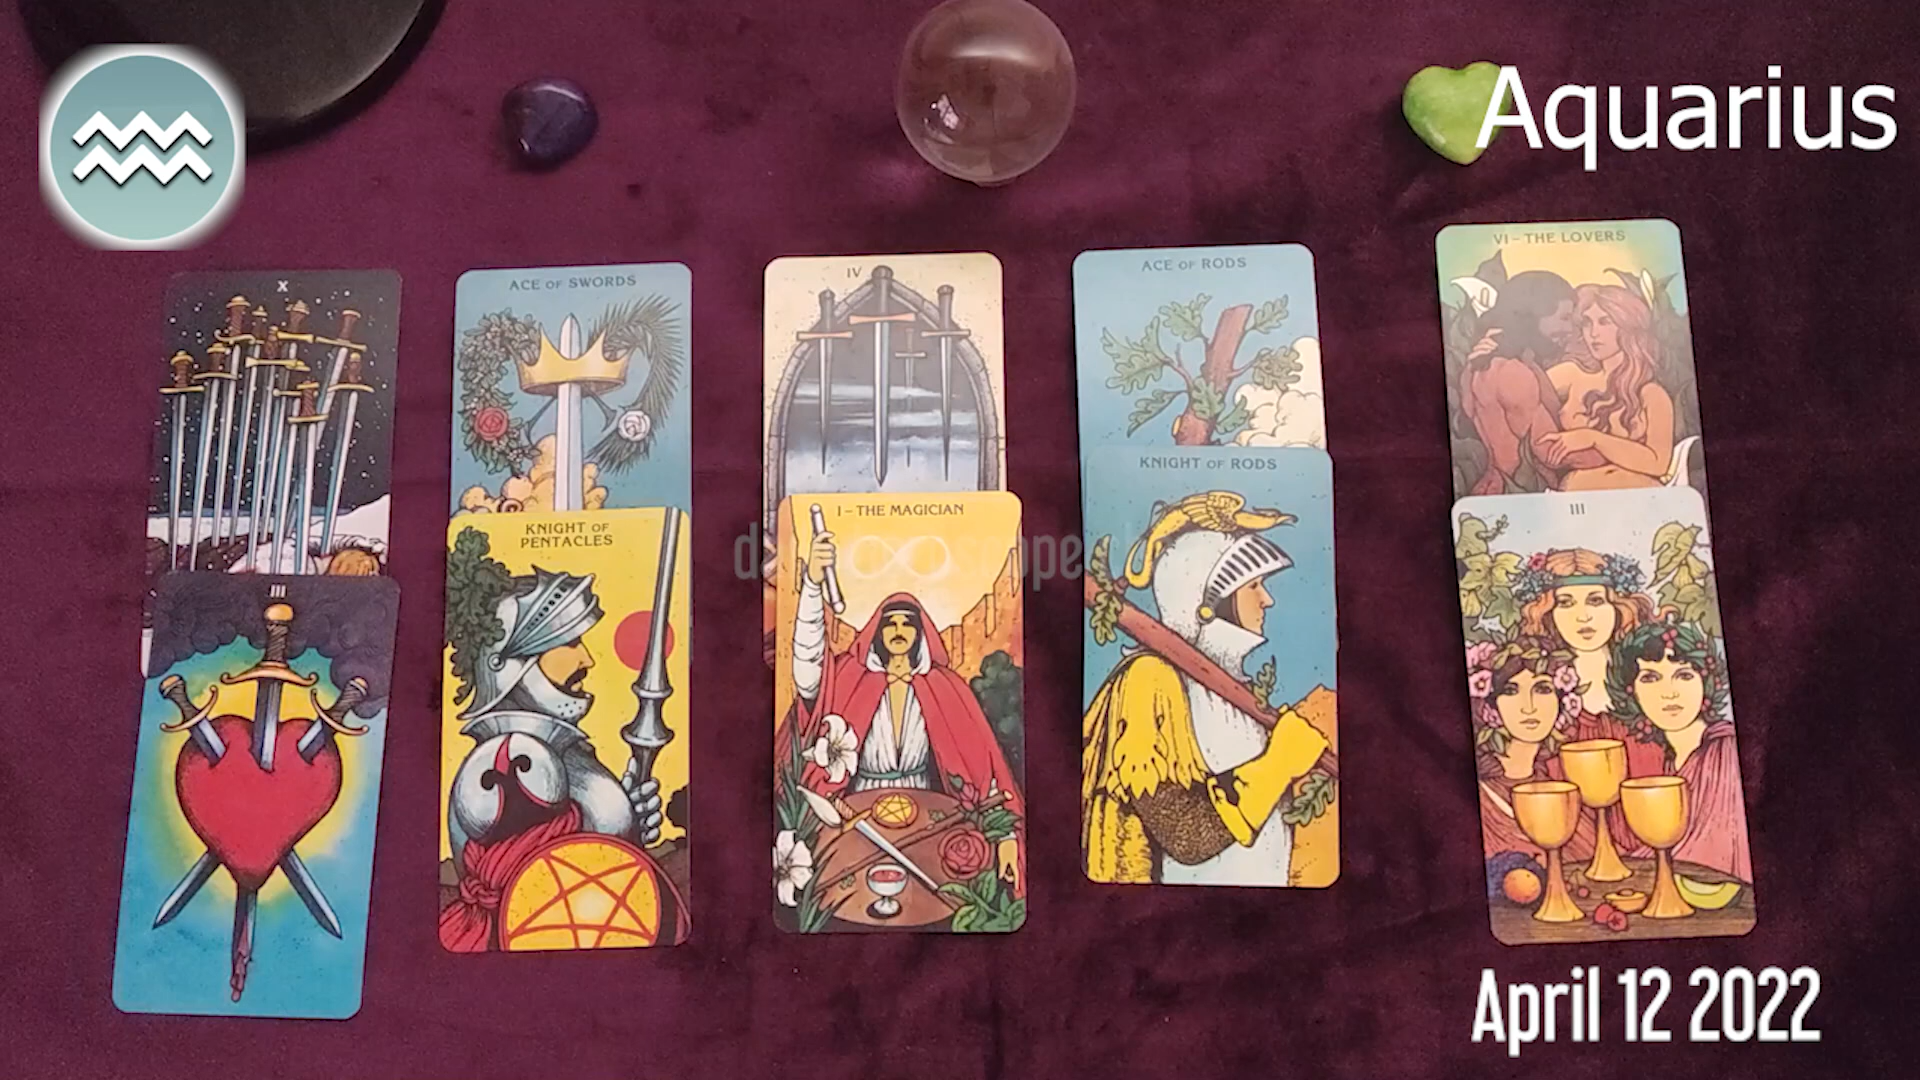 Aquarius
X
ACE OF SWORDS
IV
ACE OF RODS
VI - THE LOVERS
III
KNIGHT OF
PENTACLES
I - THE MAGICIAN
KNIGHT OF RODS
III
April 12 2022